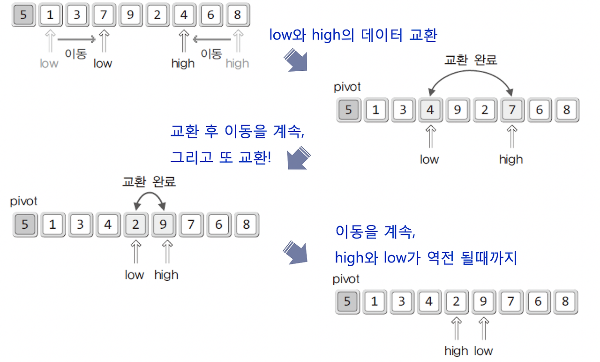 5 1 3 7 9 2 4 6 8
이동 이동
low low high high
low와 high의 데이터 교환
교환 완료
pivot
5 1 3 4 9 2 7 6 8
low high
교환 후 이동을 계속,
그리고 또 교환!
교환 완료
pivot
5 1 3 4 2 9 7 6 8
low high
이동을 계속,
high와 low가 역전 될때까지
pivot
5 1 3 4 2 9 7 6 8
high low